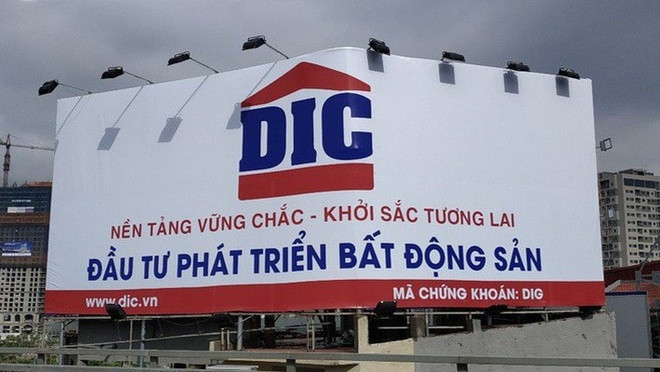 DIC
NỀN TẢNG VỮNG CHẮC - KHỞI SẮC TƯƠNG LAI
ĐẦU TƯ PHÁT TRIỂN BẤT ĐỘNG SẢN
www.dic.vn
MÃ CHỨNG KHOÁN: DIG